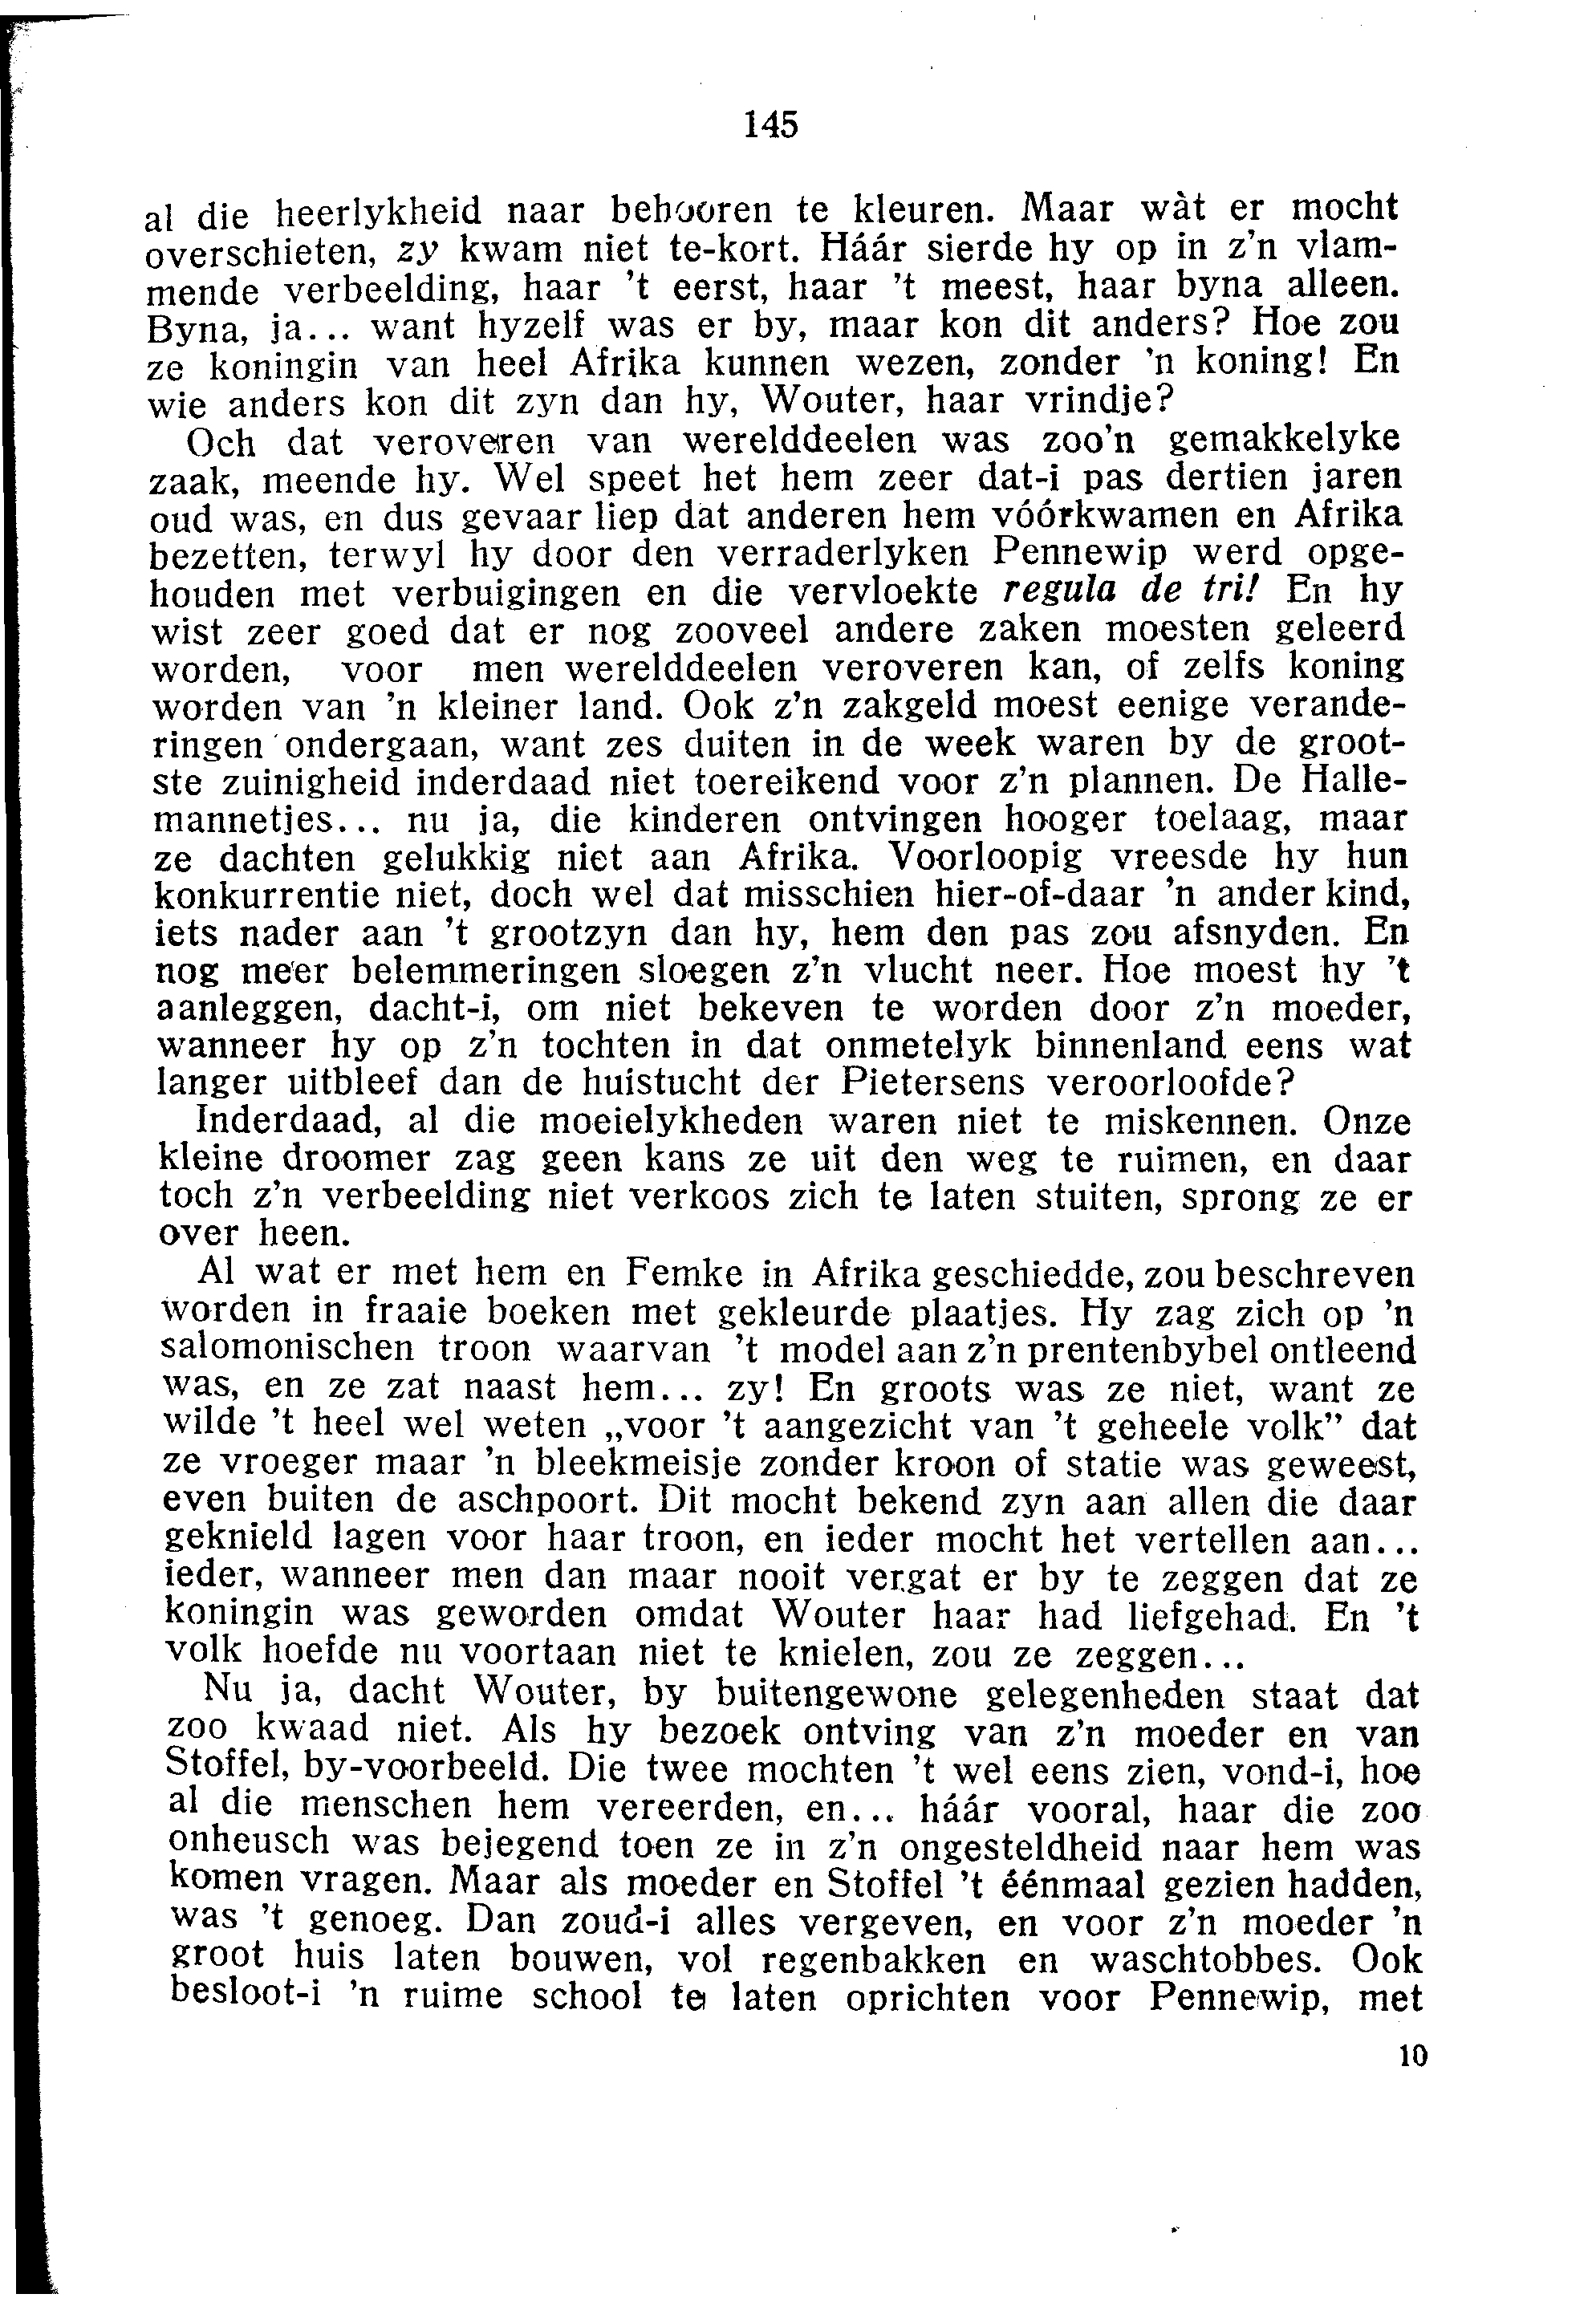 145
al die heerlykheid naar behooren te kleuren. Maar wàt er mocht
overschieten, zy kwam niet te-kort. Háár sierde hy op in z'n vlam-
mende verbeelding, haar 't eerst, haar 't meest, haar byna alleen.
Byna, ja... want hyzelf was er by, maar kon dit anders? Hoe zou
ze koningin van heel Afrika kunnen wezen, zonder 'n koning! En
wie anders kon dit zyn dan hy, Wouter, haar vrindje?
Och dat veroveren van werelddeelen was zoo'n gemakkelyke
zaak, meende hy. Wel speet het hem zeer dat-i pas dertien jaren
oud was, en dus gevaar liep dat anderen hem vóórkwamen en Afrika
bezetten, terwyl hy door den verraderlyken Pennewip werd opge-
houden met verbuigingen en die vervloekte regula de tri! En hy
wist zeer goed dat er nog zooveel andere zaken moesten geleerd
worden, voor men werelddeelen veroveren kan, of zelfs koning
worden van 'n kleiner land. Ook z'n zakgeld moest eenige verande-
ringen ondergaan, want zes duiten in de week waren by de groot-
ste zuinigheid inderdaad niet toereikend voor z'n plannen. De Halle-
mannetjes... nu ja, die kinderen ontvingen hooger toelaag, maar
ze dachten gelukkig niet aan Afrika. Voorloopig vreesde hy hun
konkurrentie niet, doch wel dat misschien hier-of-daar 'n ander kind,
iets nader aan 't grootzyn dan hy, hem den pas zou afsnyden. En
nog meer belemmeringen sloegen z'n vlucht neer. Hoe moest hy 't
aanleggen, dacht-i, om niet bekeven te worden door z'n moeder,
wanneer hy op z'n tochten in dat onmetelyk binnenland eens wat
langer uitbleef dan de huistucht der Pietersens veroorloofde?
Inderdaad, al die moeielykheden waren niet te miskennen. Onze
kleine droomer zag geen kans ze uit den weg te ruimen, en daar
toch z'n verbeelding niet verkoos zich te laten stuiten, sprong ze er
over heen.
Al wat er met hem en Femke in Afrika geschiedde, zou beschreven
worden in fraaie boeken met gekleurde plaatjes. Hy zag zich op 'n
salomonischen troon waarvan 't model aan z'n prentenbybel ontleend
was, en ze zat naast hem... zy! En groots was ze niet, want ze
wilde 't heel wel weten „voor 't aangezicht van 't geheele volk” dat
ze vroeger maar 'n bleekmeisje zonder kroon of statie was geweest,
even buiten de aschpoort. Dit mocht bekend zyn aan allen die daar
geknield lagen voor haar troon, en ieder mocht het vertellen aan...
ieder, wanneer men dan maar nooit vergat er by te zeggen dat ze
koningin was geworden omdat Wouter haar had liefgehad. En 't
volk hoefde nu voortaan niet te knielen, zou ze zeggen...
Nu ja, dacht Wouter, by buitengewone gelegenheden staat dat
zoo kwaad niet. Als hy bezoek ontving van z'n moeder en van
Stoffel, by-voorbeeld. Die twee mochten 't wel eens zien, vond-i, hoe
al die menschen hem vereerden, en... háár vooral, haar die zoo
onheusch was bejegend toen ze in z'n ongesteldheid naar hem was
komen vragen. Maar als moeder en Stoffel 't éénmaal gezien hadden,
was 't genoeg. Dan zoud-i alles vergeven, en voor z'n moeder 'n
groot huis laten bouwen, vol regenbakken en waschtobbes. Ook
besloot-i 'n ruime school te laten oprichten voor Pennewip, met
10